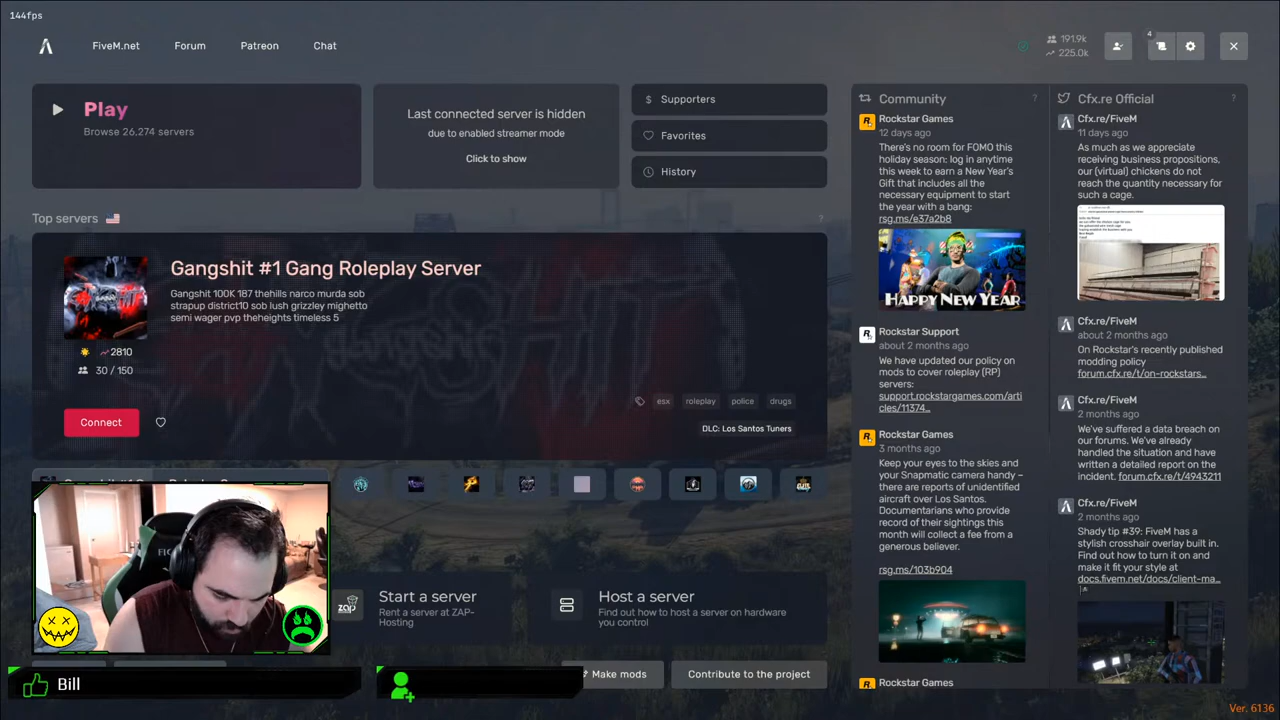 144fps
FiveM.net
Forum
Patreon
Chat
191.9k
225.0k
4
Play
Browse 26,274 servers
Last connected server is hidden
due to enabled streamer mode
Click to show
Supporters
Favorites
History
Top servers
Gangshit #1 Gang Roleplay Server
Gangshit 100K 187 thehills narco murda sob
strapup district10 sob lush grizzley mighetto
semi wager pvp theheights timeless 5
2810
30 / 150
Connect
esx
roleplay
police
drugs
DLC: Los Santos Tuners
Start a server
Rent a server at ZAP-
Hosting
Host a server
Find out how to host a server on hardware
you control
Make mods
Contribute to the project
Bill
Community
?
Rockstar Games
12 days ago
There's no room for FOMO this
holiday season: log in anytime
this week to earn a New Year's
Gift that includes all the
necessary equipment to start
the year with a bang:
rsg.ms/e37a2b8
HAPPY NEW YEAR
Rockstar Support
about 2 months ago
We have updated our policy on
mods to cover roleplay (RP)
servers:
support.rockstargames.com/arti
cles/11374…
Rockstar Games
3 months ago
Keep your eyes to the skies and
your Snapmatic camera handy –
there are reports of unidentified
aircraft over Los Santos.
Documentarians who provide
record of their sightings this
month will collect a fee from a
generous believer.
rsg.ms/103b904
Rockstar Games
Cfx.re Official
?
Cfx.re/FiveM
11 days ago
As much as we appreciate
receiving business propositions,
our (virtual) chickens do not
reach the quantity necessary for
such a cage.
Cfx.re/FiveM
about 2 months ago
On Rockstar's recently published
modding policy
forum.cfx.re/t/on-rockstars…
Cfx.re/FiveM
2 months ago
We've suffered a data breach on
our forums. We've already
handled the situation and have
written a detailed report on the
incident. forum.cfx.re/t/4943211
Cfx.re/FiveM
2 months ago
Shady tip #39: FiveM has a
stylish crosshair overlay built in.
Find out how to turn it on and
make it fit your style at
docs.fivem.net/docs/client-ma…
Ver. 6136